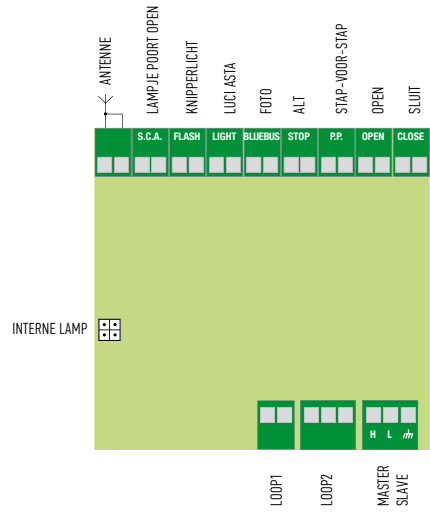 ANTENNE
LAMPJE POORT OPEN
KNIPPERLICHT
LUCI ASTA
FOTO
ALT
STAP-VOOR-STAP
OPEN
SLUIT
S.C.A.
FLASH
LIGHT
BLUEBUS
STOP
P.P.
OPEN
CLOSE
INTERNE LAMP
H L
LOOP1
LOOP2
MASTER
SLAVE